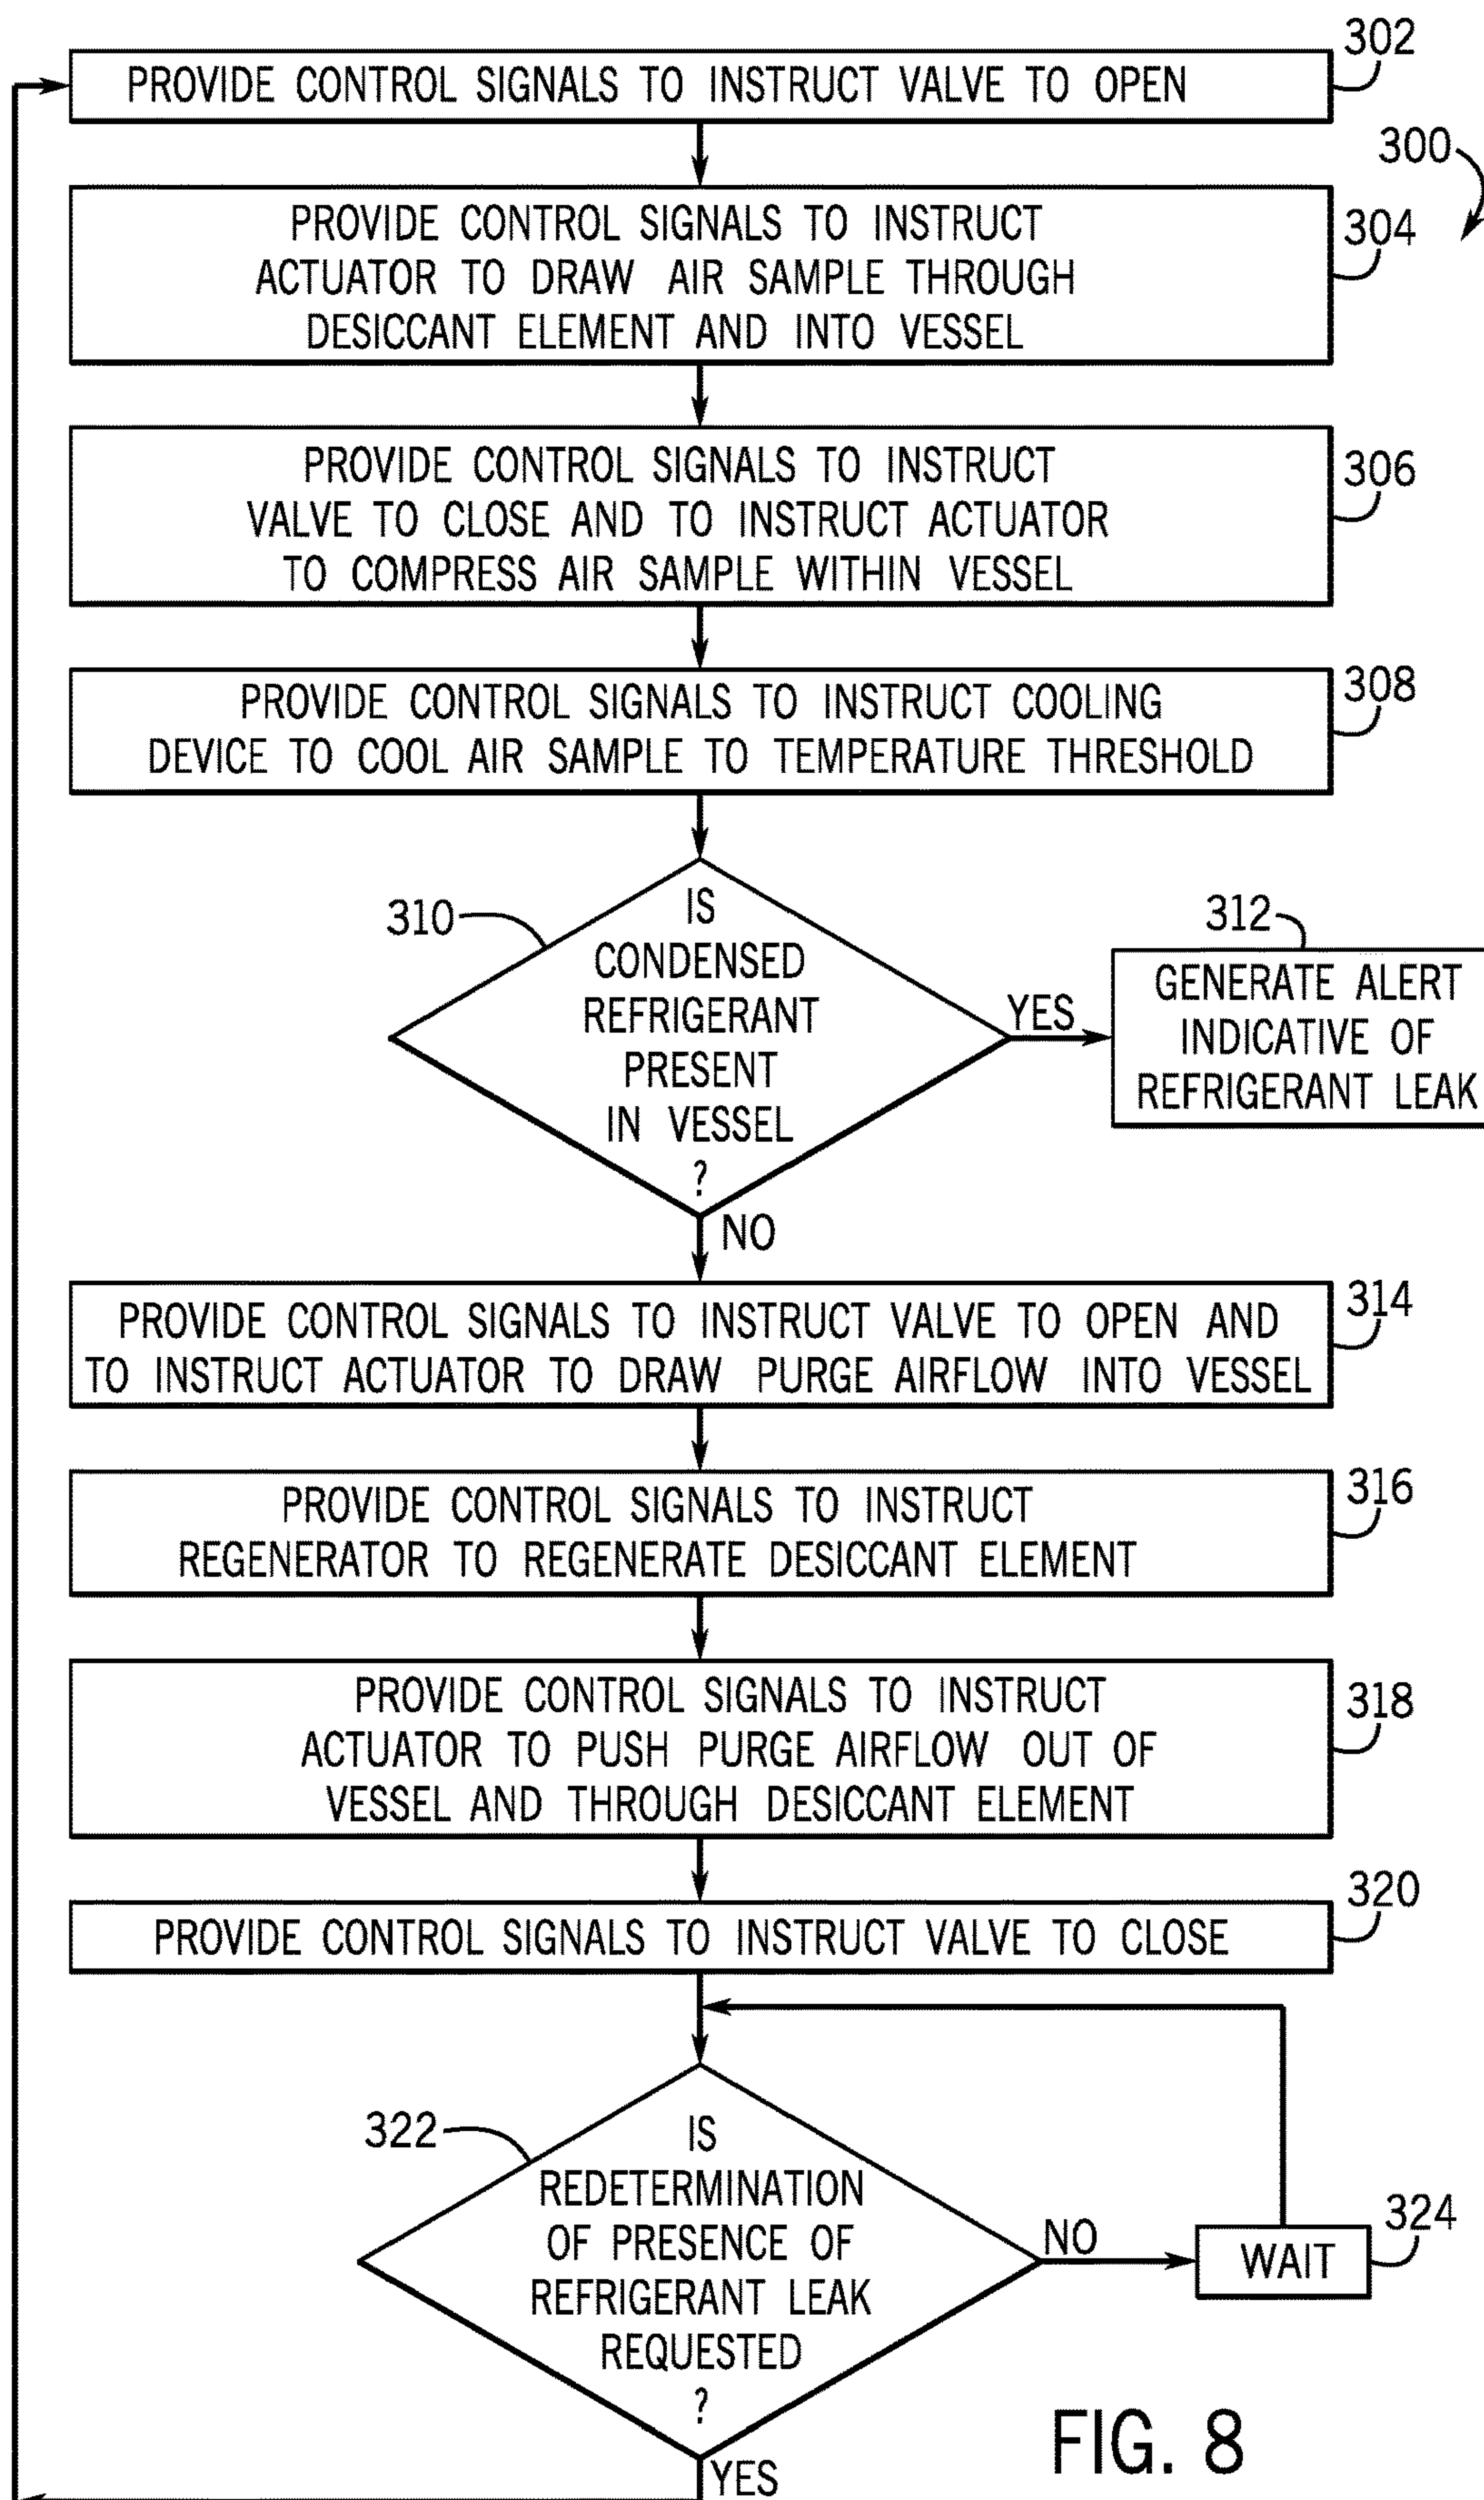 302
PROVIDE CONTROL SIGNALS TO INSTRUCT VALVE TO OPEN
300
304
PROVIDE CONTROL SIGNALS TO INSTRUCT
ACTUATOR TO DRAW AIR SAMPLE THROUGH
DESICCANT ELEMENT AND INTO VESSEL
306
PROVIDE CONTROL SIGNALS TO INSTRUCT
VALVE TO CLOSE AND TO INSTRUCT ACTUATOR
TO COMPRESS AIR SAMPLE WITHIN VESSEL
308
PROVIDE CONTROL SIGNALS TO INSTRUCT COOLING
DEVICE TO COOL AIR SAMPLE TO TEMPERATURE THRESHOLD
310
IS
CONDENSED
REFRIGERANT
PRESENT
IN VESSEL
?
YES
312
GENERATE ALERT
INDICATIVE OF
REFRIGERANT LEAK
NO
314
PROVIDE CONTROL SIGNALS TO INSTRUCT VALVE TO OPEN AND
TO INSTRUCT ACTUATOR TO DRAW PURGE AIRFLOW INTO VESSEL
316
PROVIDE CONTROL SIGNALS TO INSTRUCT
REGENERATOR TO REGENERATE DESICCANT ELEMENT
318
PROVIDE CONTROL SIGNALS TO INSTRUCT
ACTUATOR TO PUSH PURGE AIRFLOW OUT OF
VESSEL AND THROUGH DESICCANT ELEMENT
320
PROVIDE CONTROL SIGNALS TO INSTRUCT VALVE TO CLOSE
322
IS
REDETERMINATION
OF PRESENCE OF
REFRIGERANT LEAK
REQUESTED
?
NO
324
WAIT
YES
FIG. 8